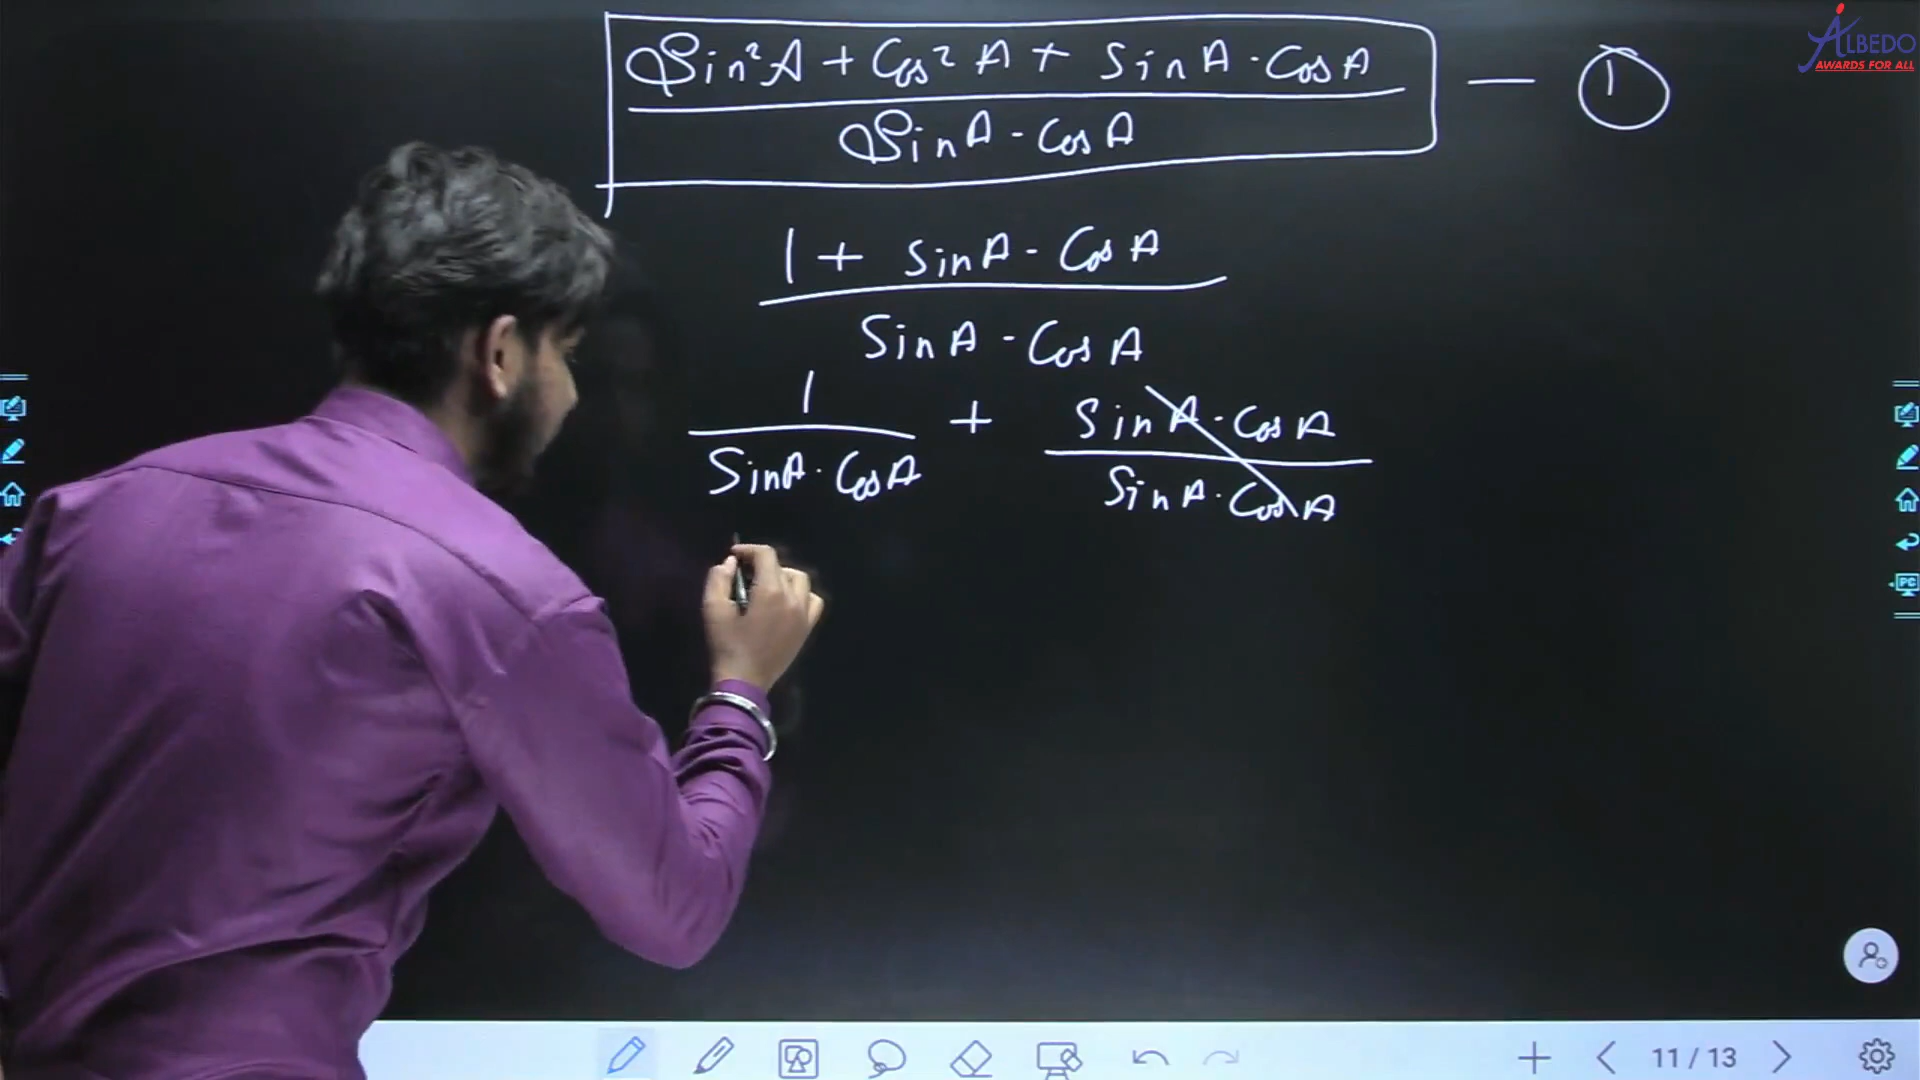 Sin²A + Cos²A + SinA · CosA — 1
SinA · CosA
1 + SinA · CosA
SinA · CosA
1 + SinA · CosA
SinA · CosA SinA · CosA
ALBEDO
AWARDS FOR ALL
PC
11 / 13